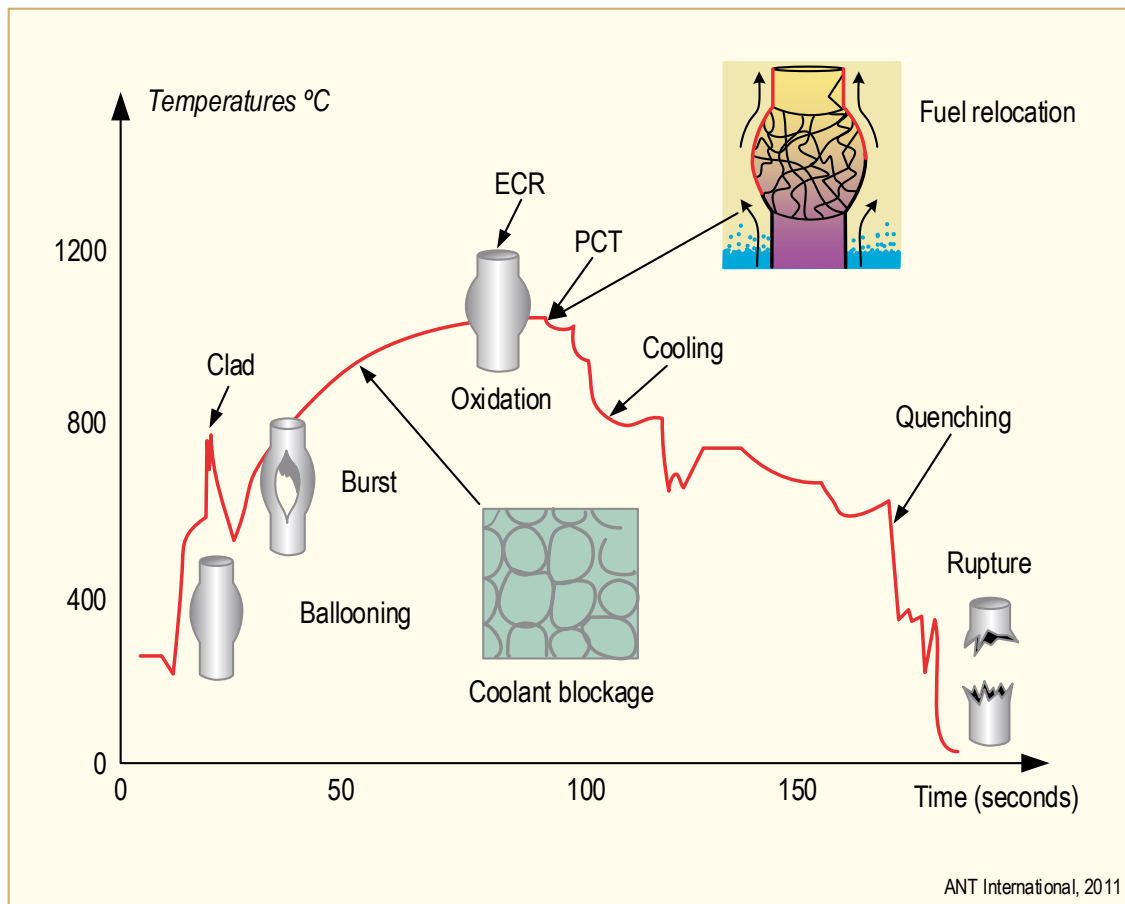 Temperatures ºC
Fuel relocation
ECR
PCT
1200
Clad
Cooling
Oxidation
800
Quenching
Burst
Rupture
400
Ballooning
Coolant blockage
0
0
50
100
150
Time (seconds)
ANT International, 2011